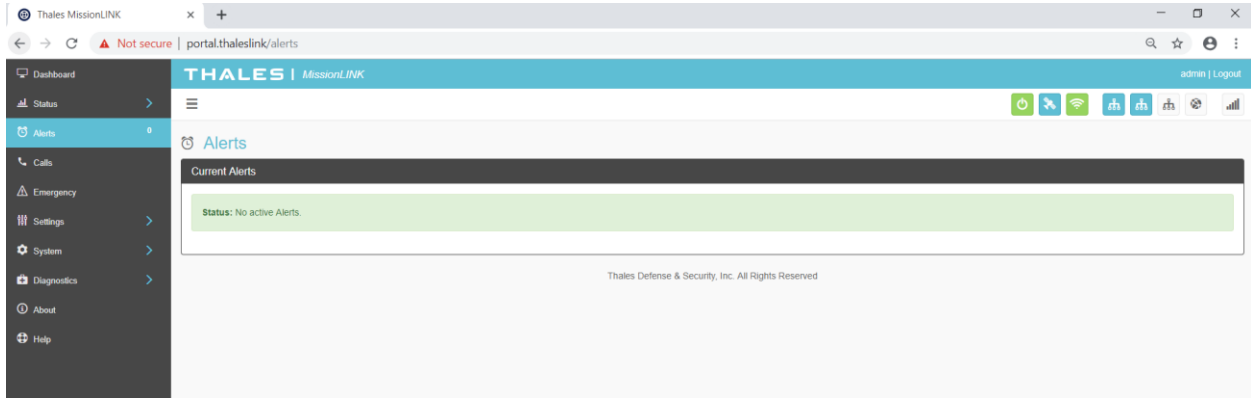 Thales MissionLINK
Not secure | portal.thaleslink/alerts
Dashboard
THALES | MissionLINK
admin | Logout
Status
Alerts 0
Alerts
Calls
Current Alerts
Emergency
Status: No active Alerts.
Settings
System
Diagnostics
Thales Defense & Security, Inc. All Rights Reserved
About
Help